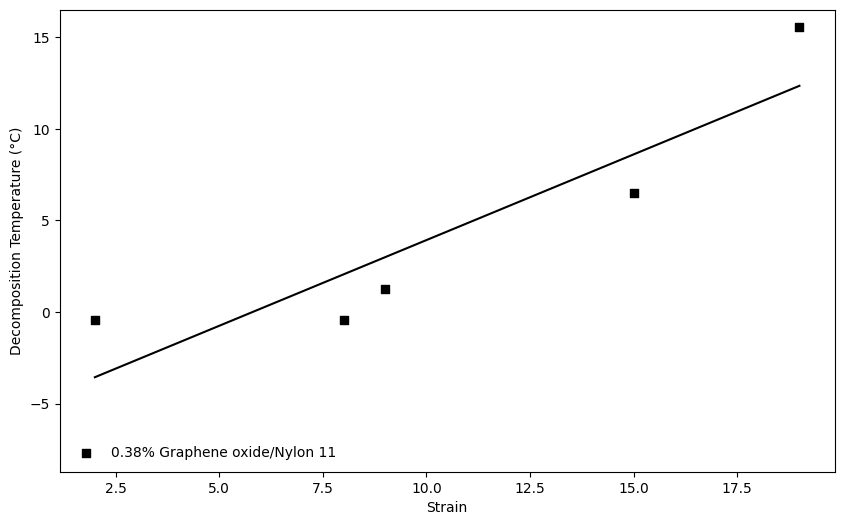 15
10
5
0
−5
Decomposition Temperature (°C)
0.38% Graphene oxide/Nylon 11
2.5 5.0 7.5 10.0 12.5 15.0 17.5
Strain